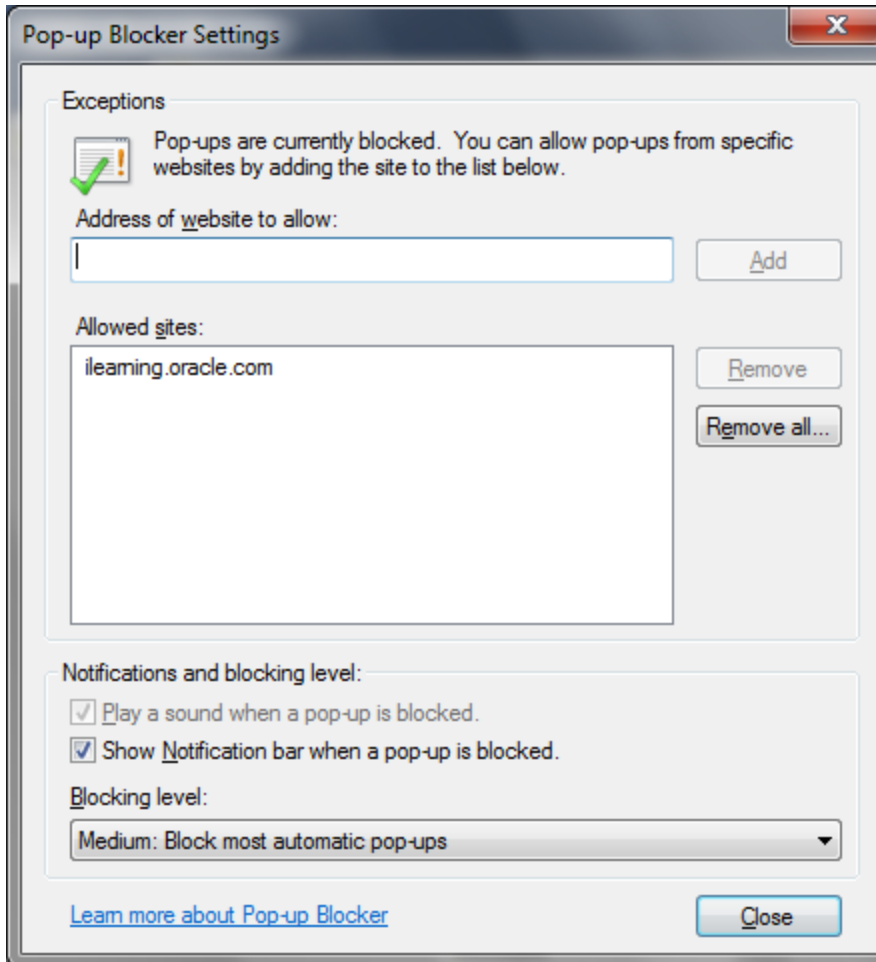 Pop-up Blocker Settings
Exceptions
Pop-ups are currently blocked. You can allow pop-ups from specific
websites by adding the site to the list below.
Address of website to allow:
Add
Allowed sites:
ilearning.oracle.com
Remove
Remove all...
Notifications and blocking level:
Play a sound when a pop-up is blocked.
Show Notification bar when a pop-up is blocked.
Blocking level:
Medium: Block most automatic pop-ups
Learn more about Pop-up Blocker
Close